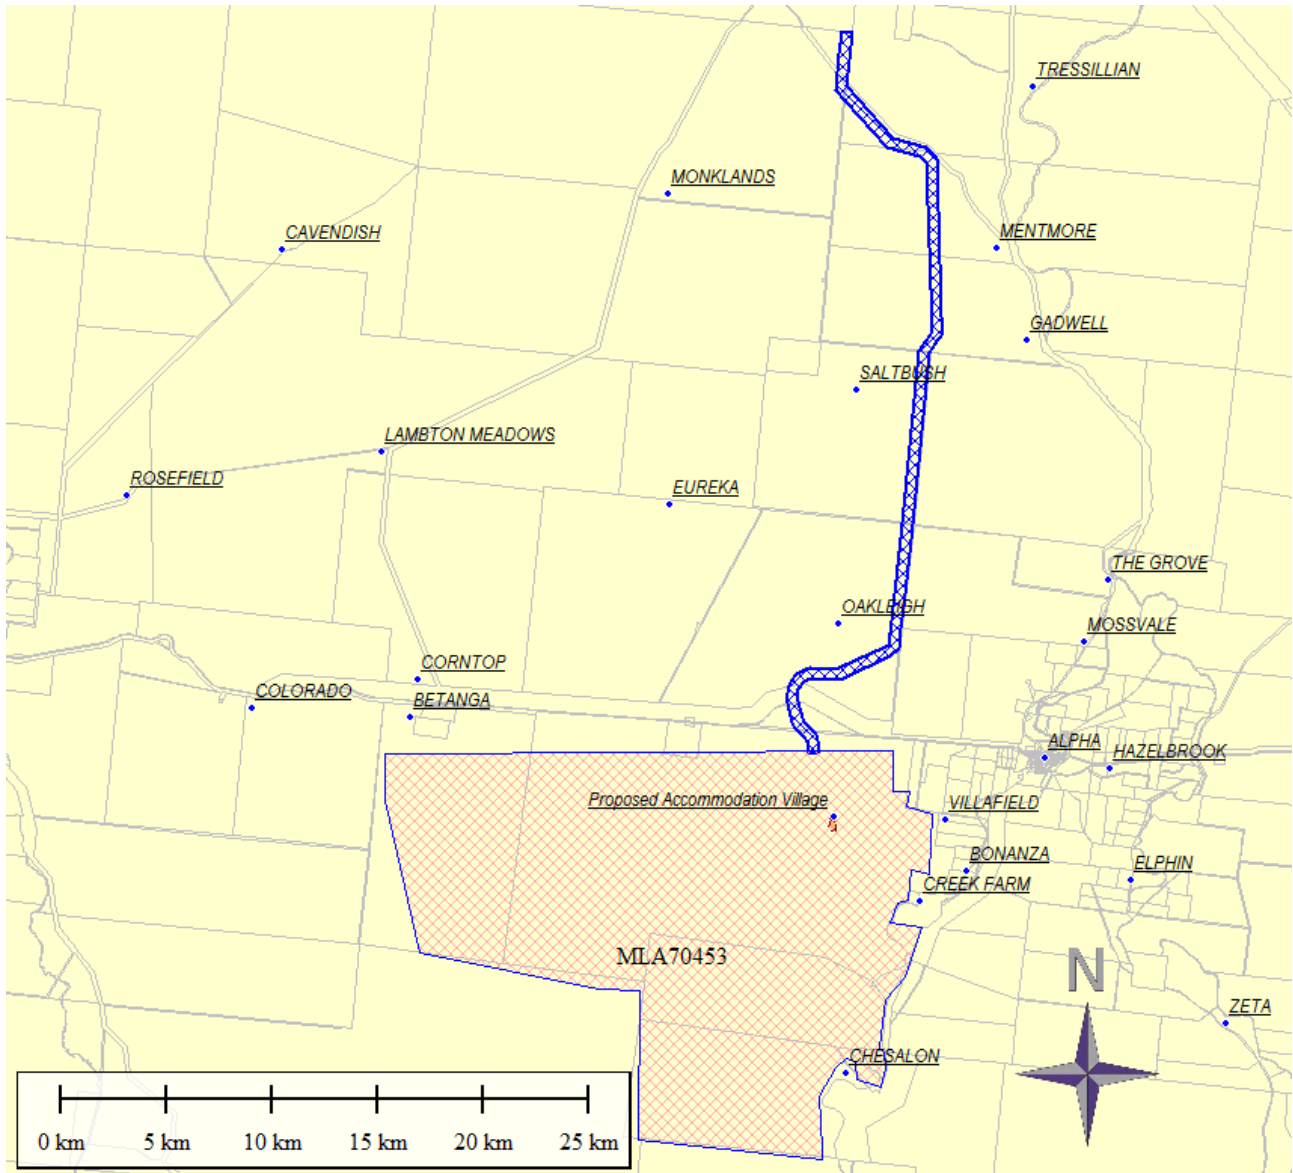 TRESSILLIAN
MONKLANDS
CAVENDISH
MENTMORE
GADWELL
SALTBUSH
LAMBTON MEADOWS
ROSEFIELD
EUREKA
THE GROVE
OAKLEIGH
MOSSVALE
CORNTOP
COLORADO
BETANGA
ALPHA
HAZELBROOK
Proposed Accommodation Village
VILLAFIELD
BONANZA
ELPHIN
CREEK FARM
MLA70453
N
ZETA
CHESALON
0 km 5 km 10 km 15 km 20 km 25 km